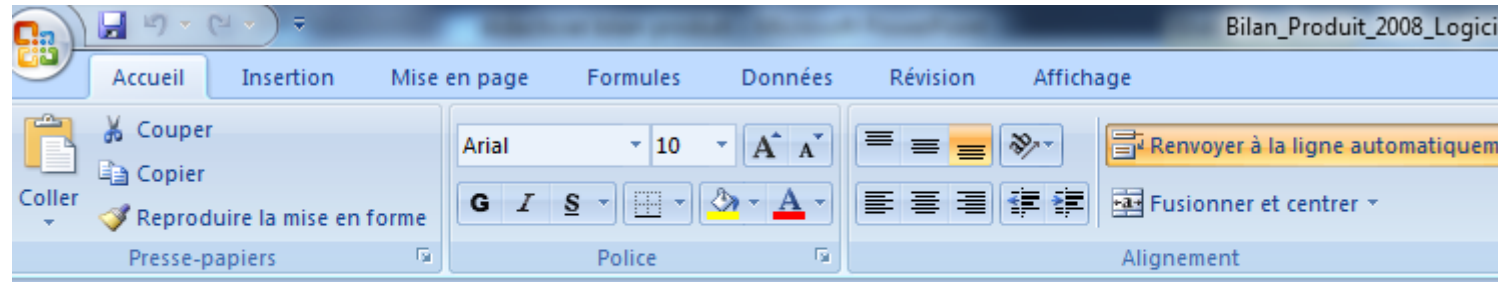 Bilan_Produit_2008_Logici
Accueil Insertion Mise en page Formules Données Révision Affichage
Couper
Copier
Coller
Reproduire la mise en forme
Presse-papiers
Arial 10 A A
G I S A
Police
Renvoyer à la ligne automatiquem
Fusionner et centrer
Alignement